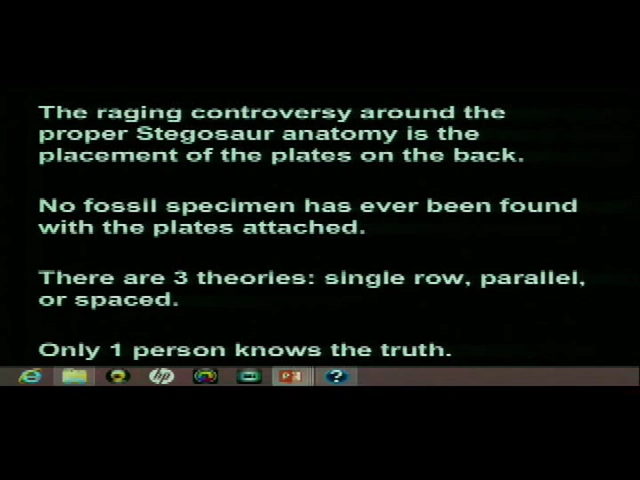 The raging controversy around the
proper Stegosaur anatomy is the
placement of the plates on the back.
No fossil specimen has ever been found
with the plates attached.
There are 3 theories: single row, parallel,
or spaced.
Only 1 person knows the truth.
hp
?